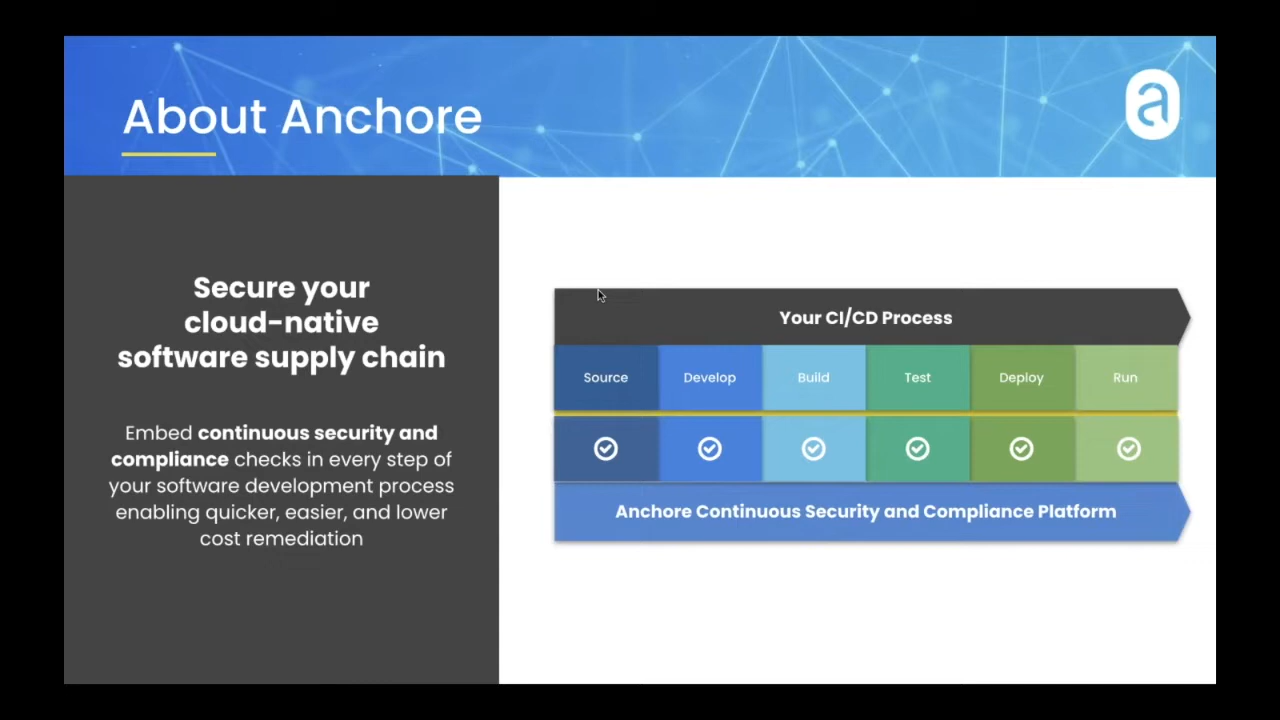 About Anchore
a
Secure your
cloud-native
software supply chain
Embed continuous security and
compliance checks in every step of
your software development process
enabling quicker, easier, and lower
cost remediation
Your CI/CD Process
Source Develop Build Test Deploy Run
Anchore Continuous Security and Compliance Platform